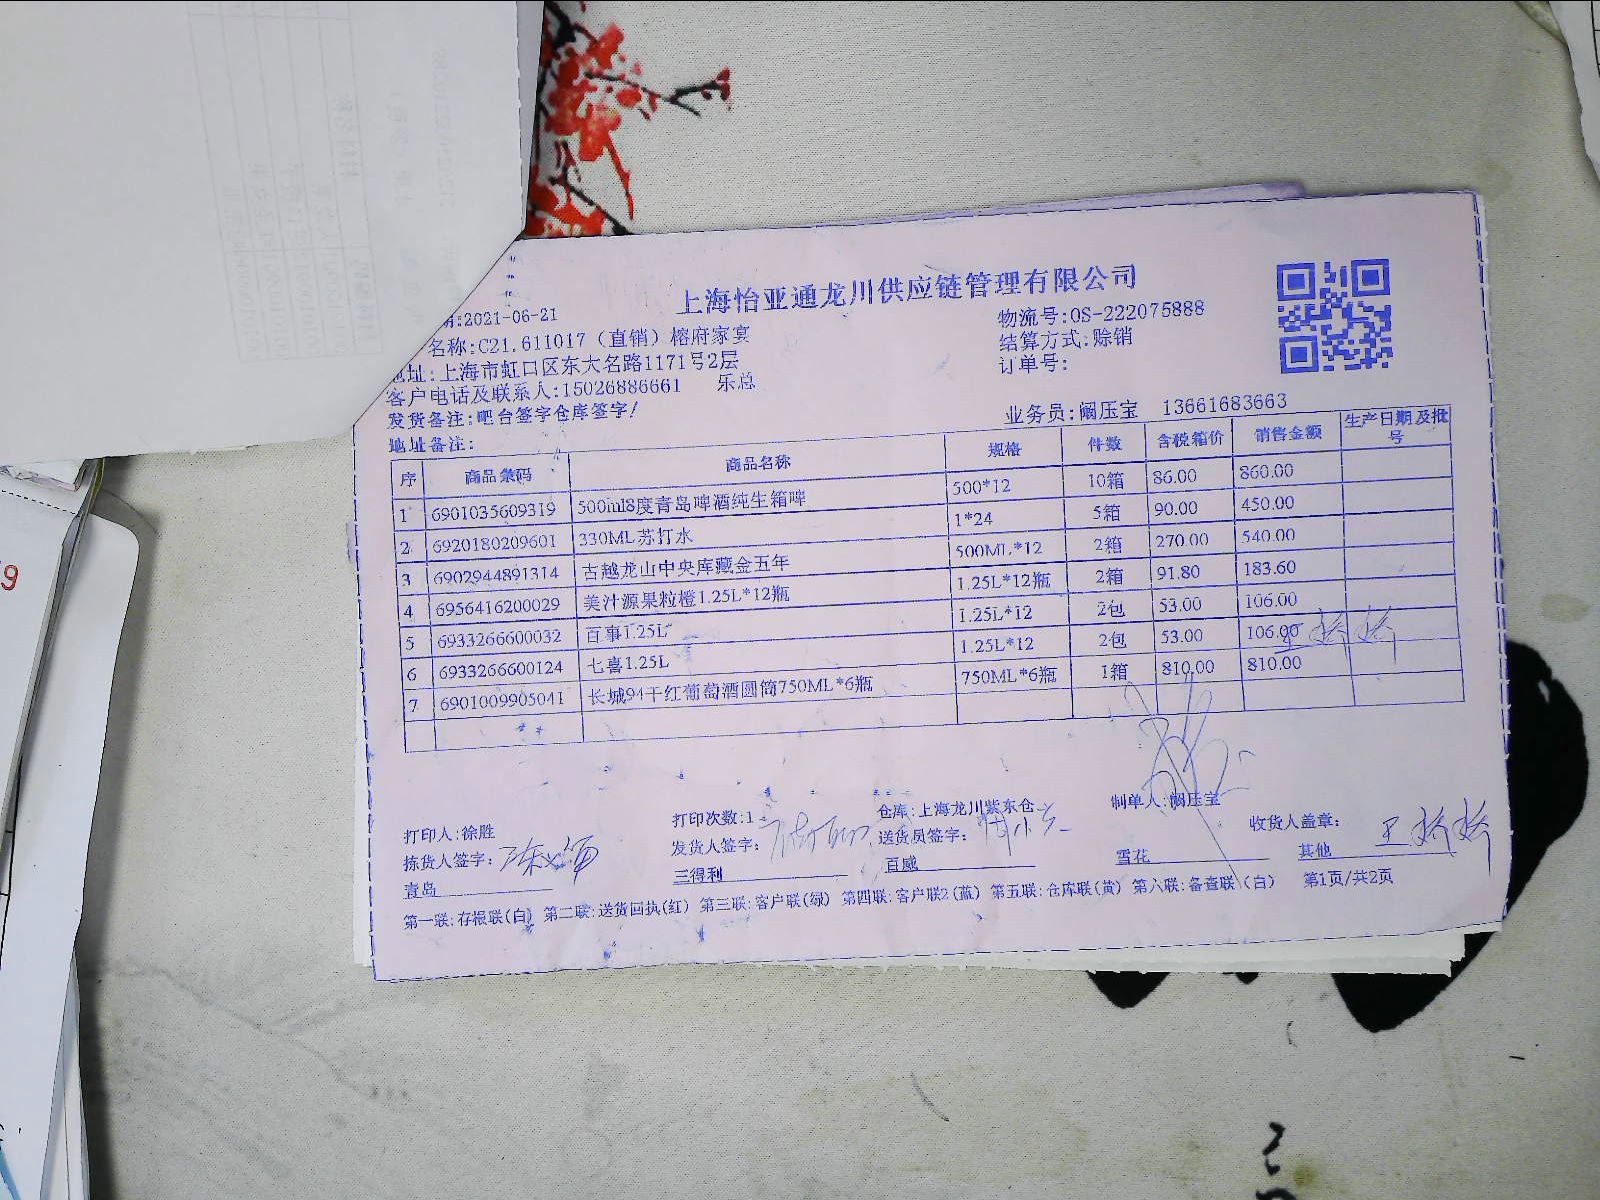 上海怡亚通龙川供应链管理有限公司
:2021-06-21
物流号:OS-222075888
名称:C21.611017（直销）榕府家宴
结算方式:赊销
地址:上海市虹口区东大名路1171号2层
订单号:
客户电话及联系人:15026886661 乐总
发货备注:吧台签字仓库签字!
业务员:阚压宝 13661683663
地址备注:
序 商品条码 商品名称 规格 件数 含税箱价 销售金额 生产日期及批号
1 6901035609319 500ml8度青岛啤酒纯生箱啤 500*12 10箱 86.00 860.00
2 6920180209601 330ML苏打水 1*24 5箱 90.00 450.00
3 6902944891314 古越龙山中央库藏金五年 500ML*12 2箱 270.00 540.00
4 6956416200029 美汁源果粒橙1.25L*12瓶 1.25L*12瓶 2箱 91.80 183.60
5 6933266600032 百事1.25L 1.25L*12 2包 53.00 106.00
6 6933266600124 七喜1.25L 1.25L*12 2包 53.00 106.00
7 6901009905041 长城94干红葡萄酒圆筒750ML*6瓶 750ML*6瓶 1箱 810.00 810.00
王娇娇
打印人:徐胜 打印次数:1 仓库:上海龙川紫东仓 制单人:阚压宝
拣货人签字: 发货人签字: 送货员签字: 收货人盖章: 王娇娇
青岛 三得利 百威 雪花 其他
第一联:存根联(白) 第二联:送货回执(红) 第三联:客户联(绿) 第四联:客户联2(蓝) 第五联:仓库联(黄) 第六联:备查联(白) 第1页/共2页